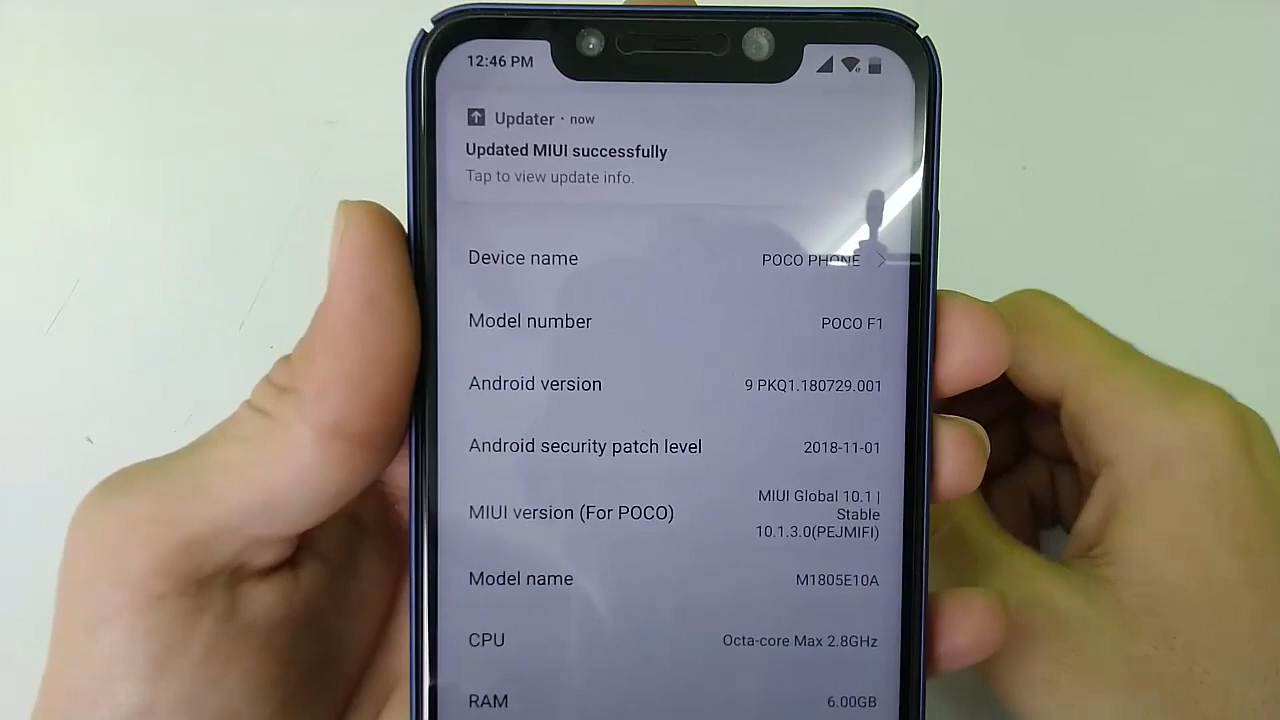 12:46 PM
Updater · now
Updated MIUI successfully
Tap to view update info.
Device name POCO PHONE
Model number POCO F1
Android version 9 PKQ1.180729.001
Android security patch level 2018-11-01
MIUI version (For POCO) MIUI Global 10.1 |
Stable
10.1.3.0(PEJMIFI)
Model name M1805E10A
CPU Octa-core Max 2.8GHz
RAM 6.00GB